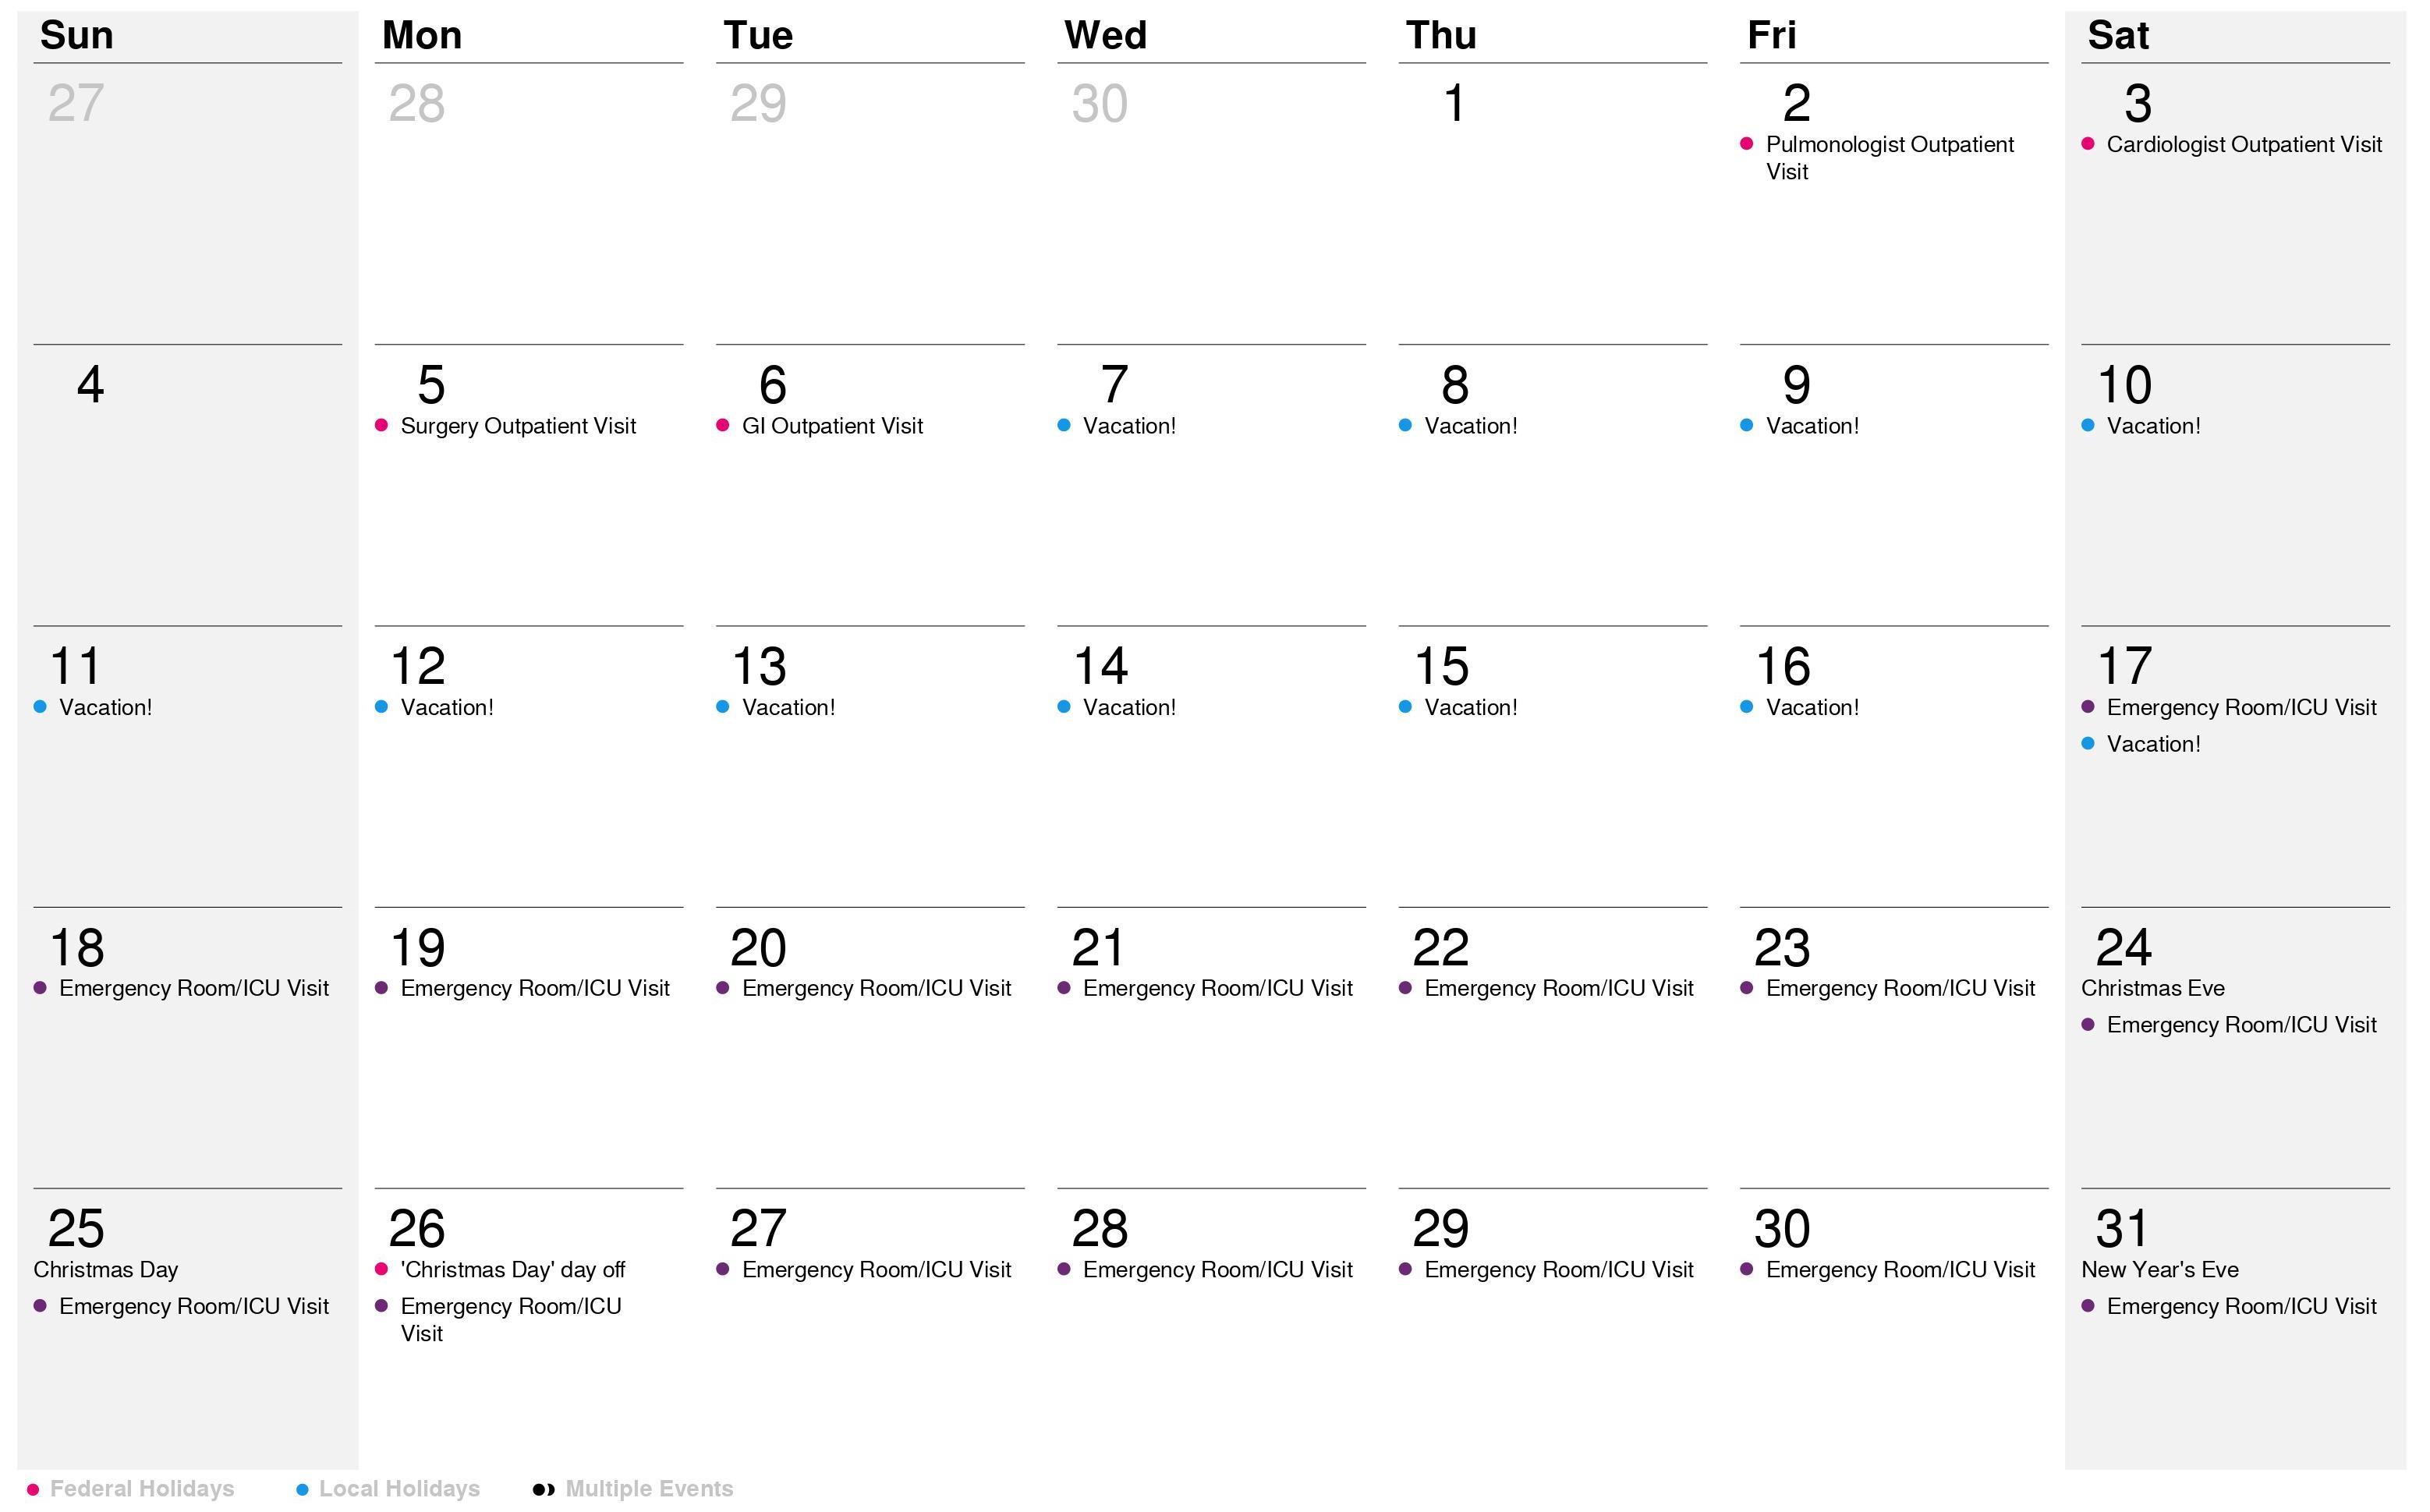 Sun Mon Tue Wed Thu Fri Sat
27 28 29 30 1 2 3
Pulmonologist Outpatient
Visit
Cardiologist Outpatient Visit
4 5 6 7 8 9 10
Surgery Outpatient Visit
GI Outpatient Visit
Vacation!
Vacation!
Vacation!
Vacation!
11 12 13 14 15 16 17
Vacation!
Vacation!
Vacation!
Vacation!
Vacation!
Vacation!
Emergency Room/ICU Visit
Vacation!
18 19 20 21 22 23 24
Emergency Room/ICU Visit
Emergency Room/ICU Visit
Emergency Room/ICU Visit
Emergency Room/ICU Visit
Emergency Room/ICU Visit
Emergency Room/ICU Visit
Christmas Eve
Emergency Room/ICU Visit
25 26 27 28 29 30 31
Christmas Day
Emergency Room/ICU Visit
'Christmas Day' day off
Emergency Room/ICU
Visit
Emergency Room/ICU Visit
Emergency Room/ICU Visit
Emergency Room/ICU Visit
Emergency Room/ICU Visit
New Year's Eve
Emergency Room/ICU Visit
Federal Holidays Local Holidays Multiple Events